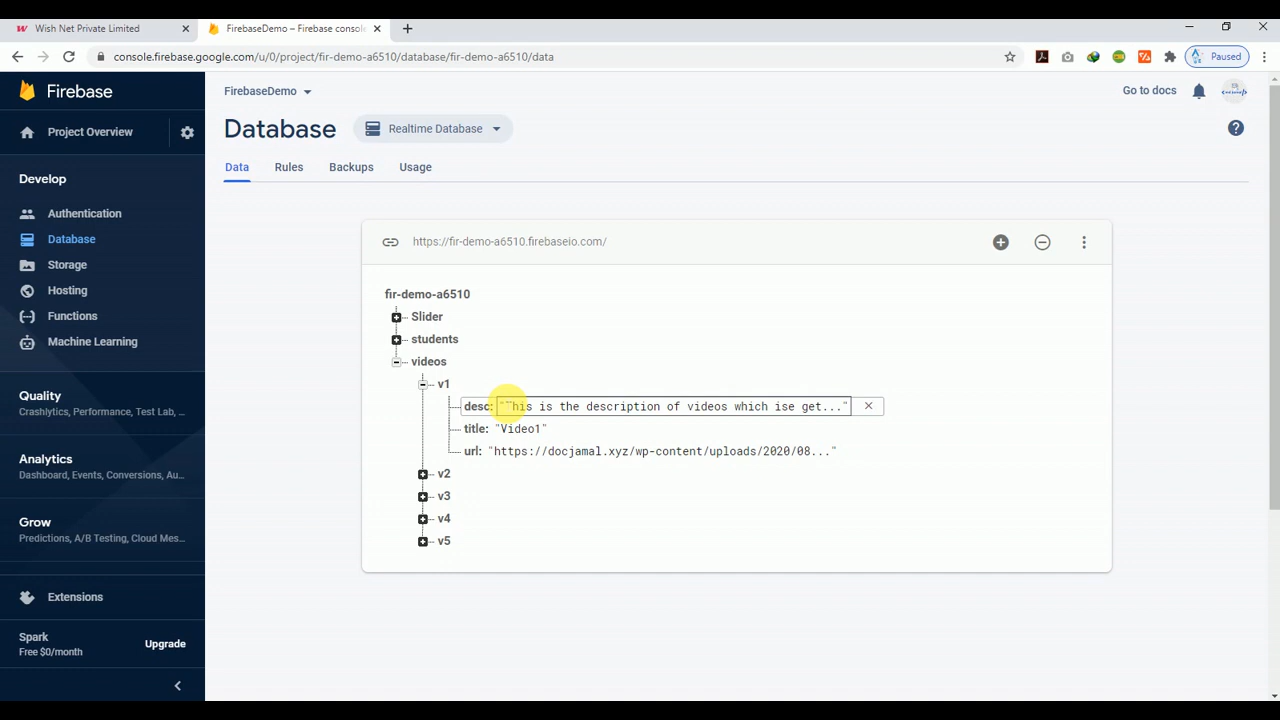 Wish Net Private Limited
FirebaseDemo – Firebase consol
console.firebase.google.com/u/0/project/fir-demo-a6510/database/fir-demo-a6510/data
Paused
Firebase
FirebaseDemo
Go to docs
Project Overview
Database
Realtime Database
Data
Rules
Backups
Usage
Develop
Authentication
Database
Storage
Hosting
Functions
Machine Learning
Quality
Crashlytics, Performance, Test Lab, ...
Analytics
Dashboard, Events, Conversions, Au...
Grow
Predictions, A/B Testing, Cloud Mes...
Extensions
Spark
Free $0/month
Upgrade
https://fir-demo-a6510.firebaseio.com/
fir-demo-a6510
Slider
students
videos
v1
desc: "This is the description of videos which ise get..."
title: "Video1"
url: "https://docjamal.xyz/wp-content/uploads/2020/08..."
v2
v3
v4
v5